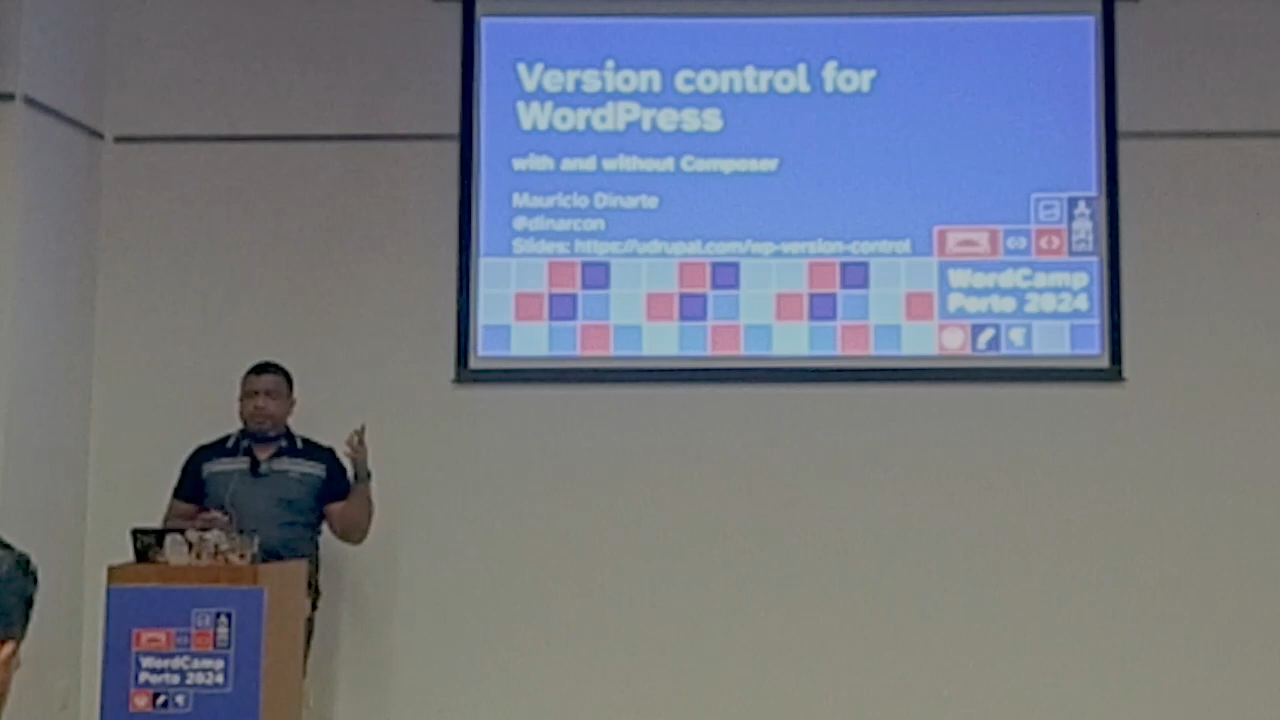 Version control for
WordPress
with and without Composer
Mauricio Dinarte
@dinarcon
Slides: https://udrupal.com/wp-version-control
WordCamp
Porto 2024
WordCamp
Porto 2024